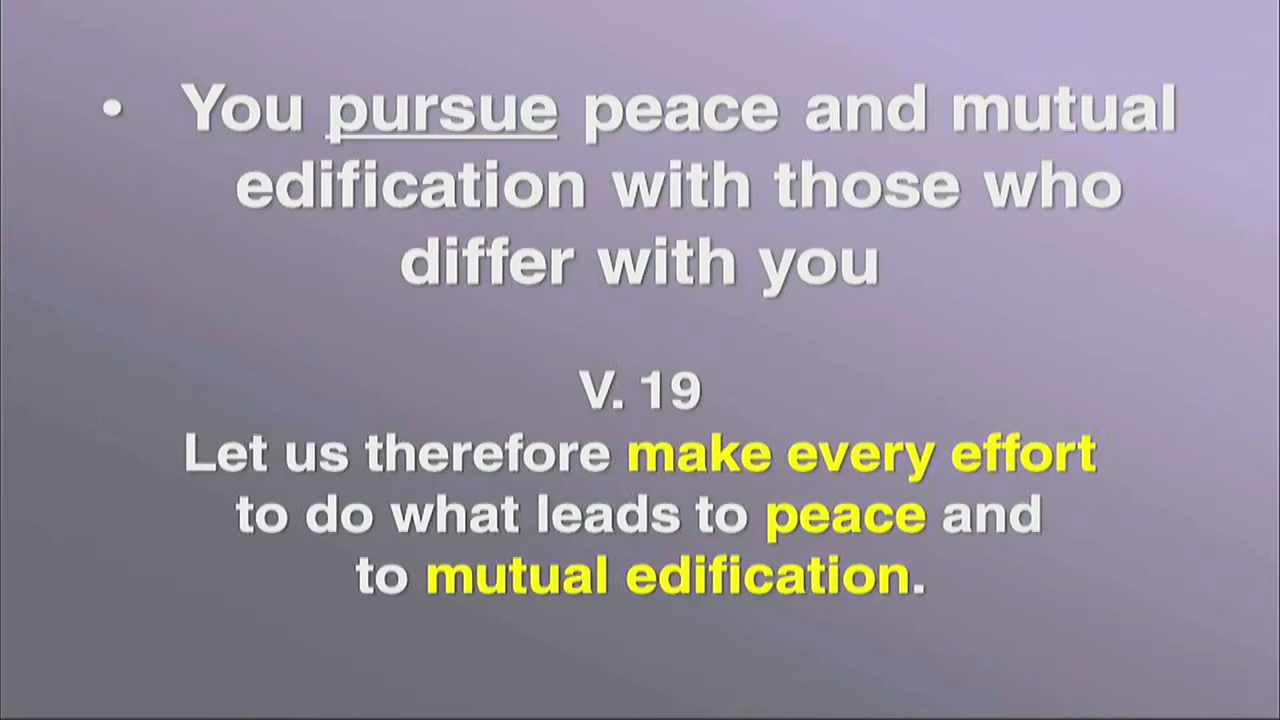 • You pursue peace and mutual
edification with those who
differ with you
V. 19
Let us therefore make every effort
to do what leads to peace and
to mutual edification.